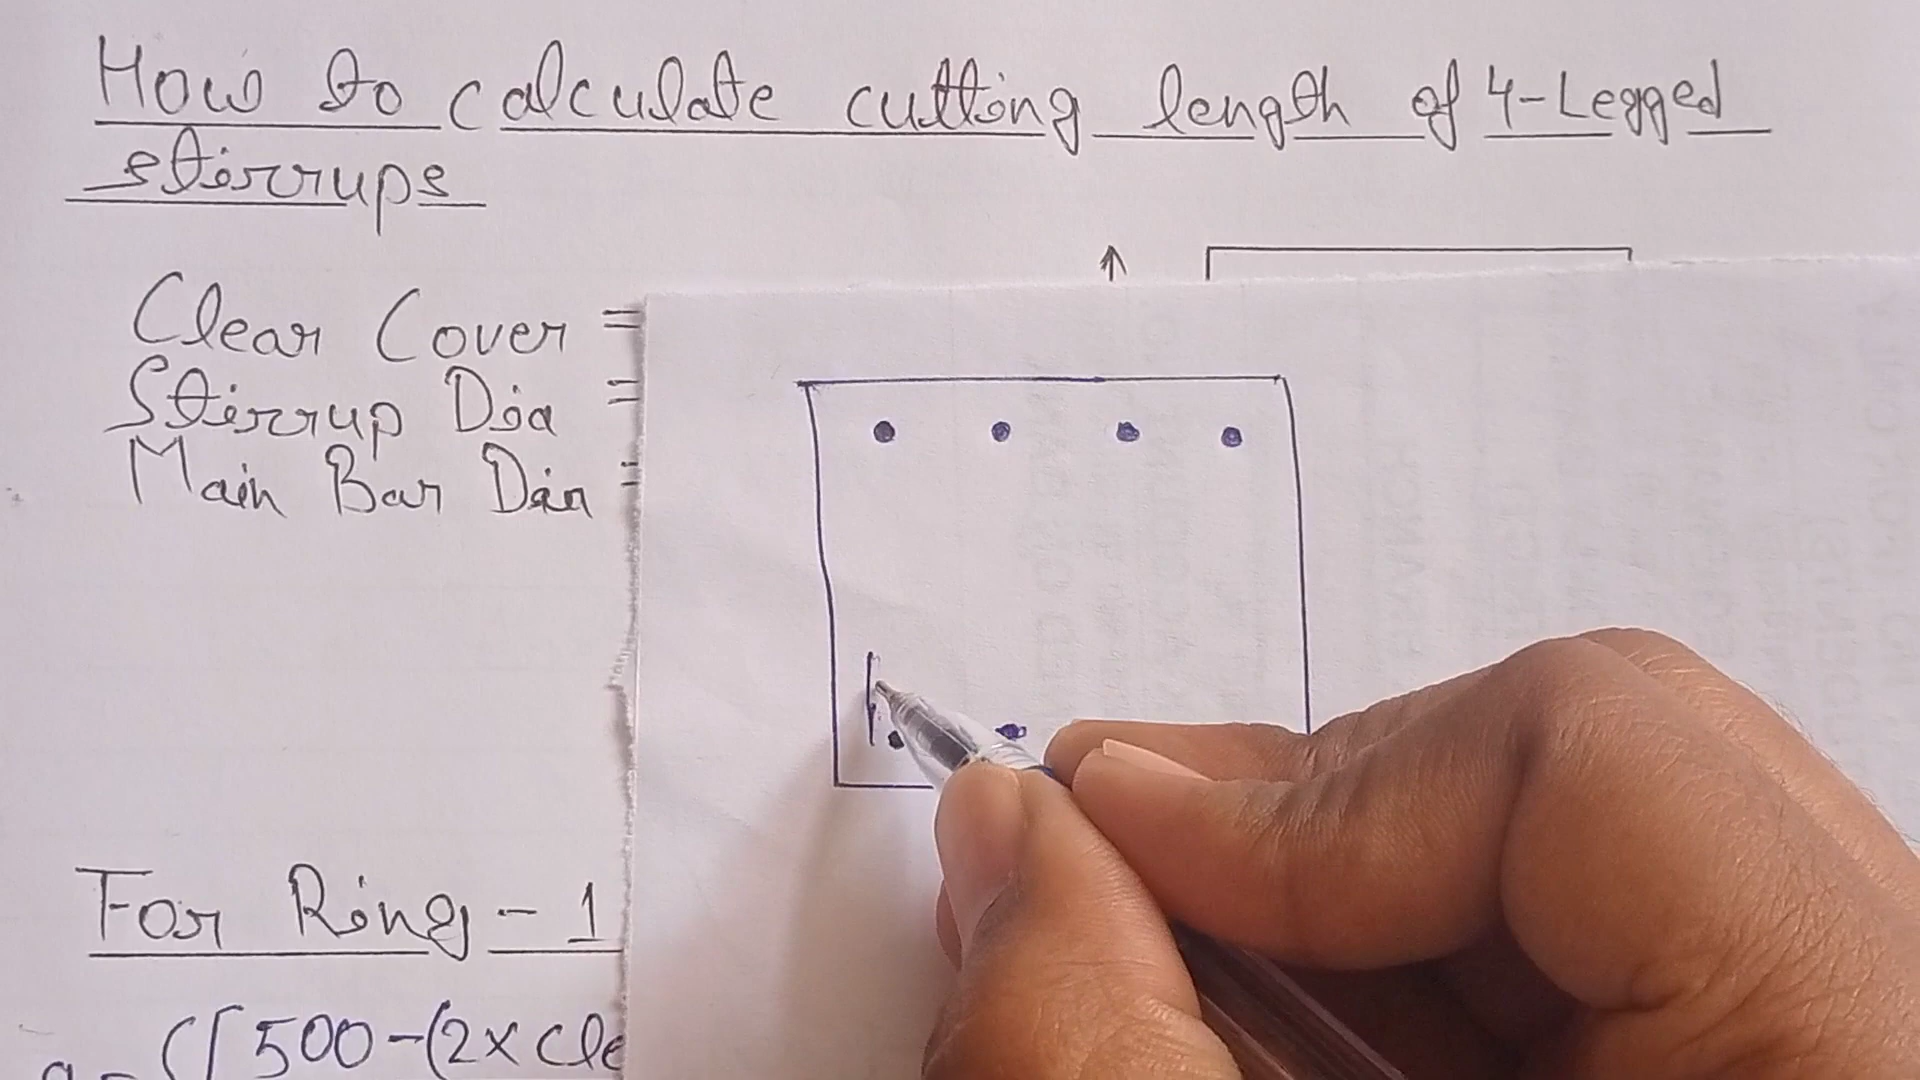 How to calculate cutting length of 4-Legged
stirrups
Clear Cover =
Stirrup Dia =
Main Bar Dia =
For Ring - 1
([500-(2x cle